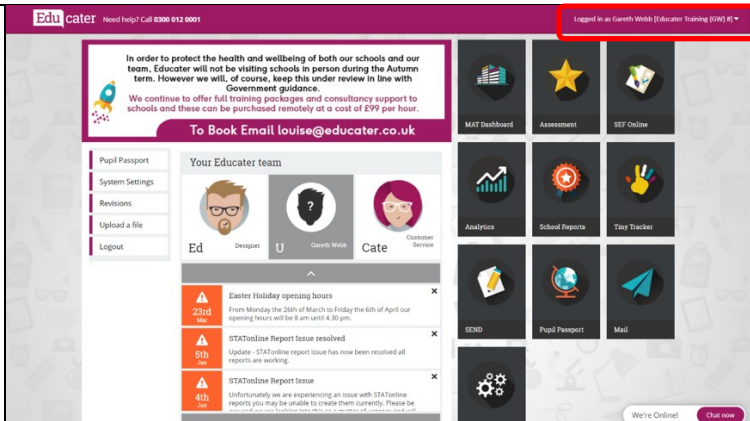 Educater Need help? Call 0300 012 0001
Logged in as Gareth Webb [Educater Training (GW) #]
In order to protect the health and wellbeing of both our schools and our
team, Educater will not be visiting schools in person during the Autumn
term. However we will, of course, keep this under review in line with
Government guidance.
We continue to offer full training packages and consultancy support to
schools and these can be purchased remotely at a cost of £99 per hour.
To Book Email louise@educater.co.uk
Pupil Passport
System Settings
Revisions
Upload a file
Logout
Your Educater team
Ed Designer
U Gareth Webb
?
Cate Customer
Service
23rd
Mar
Easter Holiday opening hours
From Monday the 26th of March to Friday the 6th of April our
opening hours will be 8 am until 4.30 pm.
5th
Jan
STATonline Report Issue resolved
Update - STATonline report issue has now been resolved all
reports are working.
4th
Jan
STATonline Report Issue
Unfortunately we are experiencing an issue with STATonline
reports you may be unable to create them currently. Please be
MAT Dashboard
Assessment
SEF Online
Analytics
School Reports
Tiny Tracker
SEND
Pupil Passport
Mail
We're Online!
Chat now